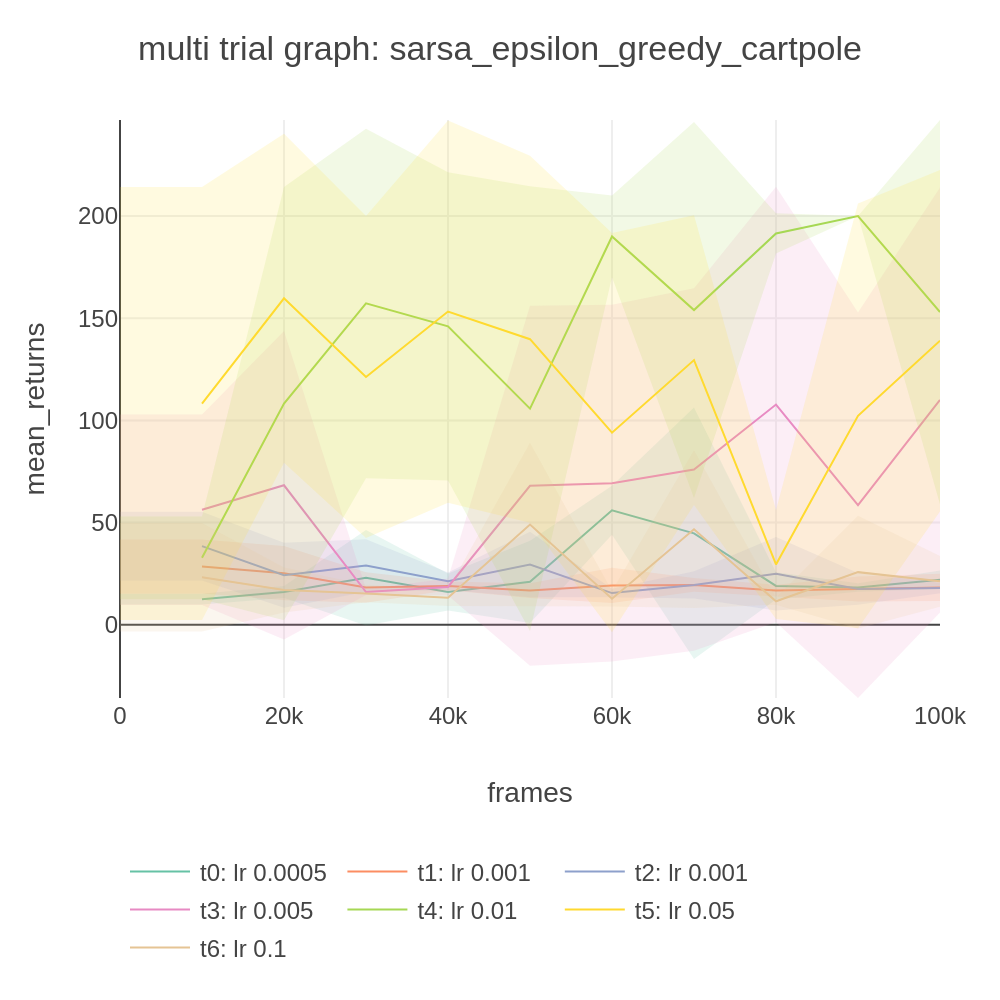 multi trial graph: sarsa_epsilon_greedy_cartpole
mean_returns
200
150
100
50
0
0 20k 40k 60k 80k 100k
frames
t0: lr 0.0005 t1: lr 0.001 t2: lr 0.001
t3: lr 0.005 t4: lr 0.01 t5: lr 0.05
t6: lr 0.1